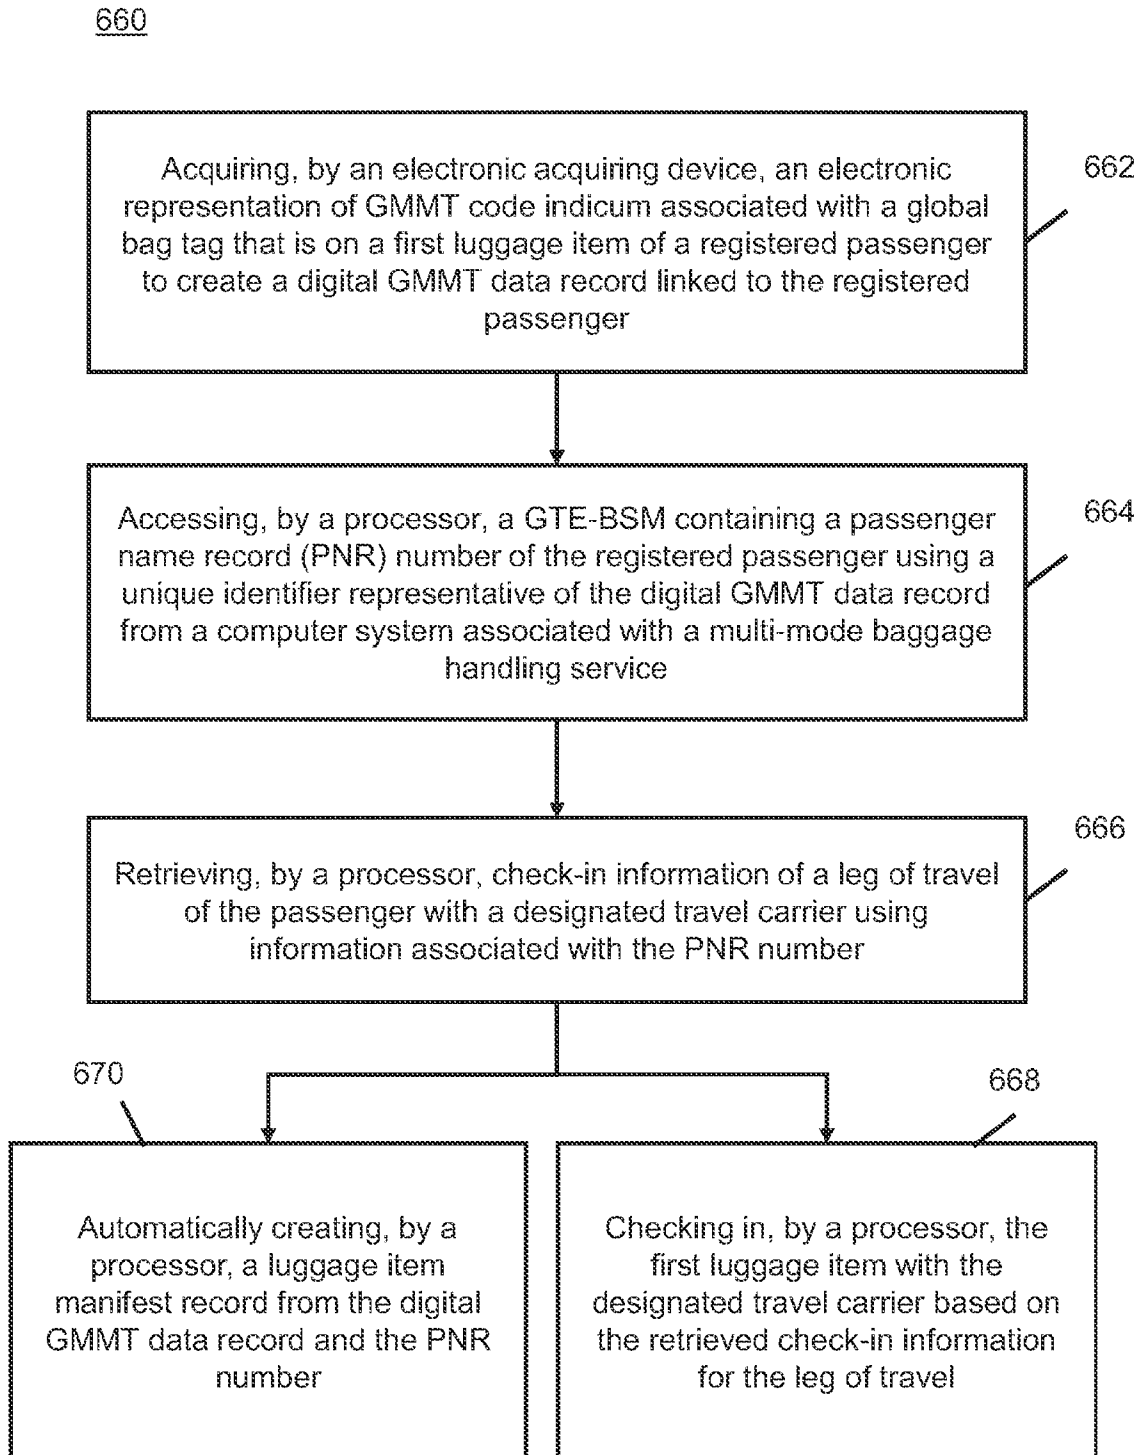 660
Acquiring, by an electronic acquiring device, an electronic
representation of GMMT code indicum associated with a global
bag tag that is on a first luggage item of a registered passenger
to create a digital GMMT data record linked to the registered
passenger
662
Accessing, by a processor, a GTE-BSM containing a passenger
name record (PNR) number of the registered passenger using a
unique identifier representative of the digital GMMT data record
from a computer system associated with a multi-mode baggage
handling service
664
Retrieving, by a processor, check-in information of a leg of travel
of the passenger with a designated travel carrier using
information associated with the PNR number
666
670
Automatically creating, by a
processor, a luggage item
manifest record from the digital
GMMT data record and the PNR
number
668
Checking in, by a processor, the
first luggage item with the
designated travel carrier based on
the retrieved check-in information
for the leg of travel